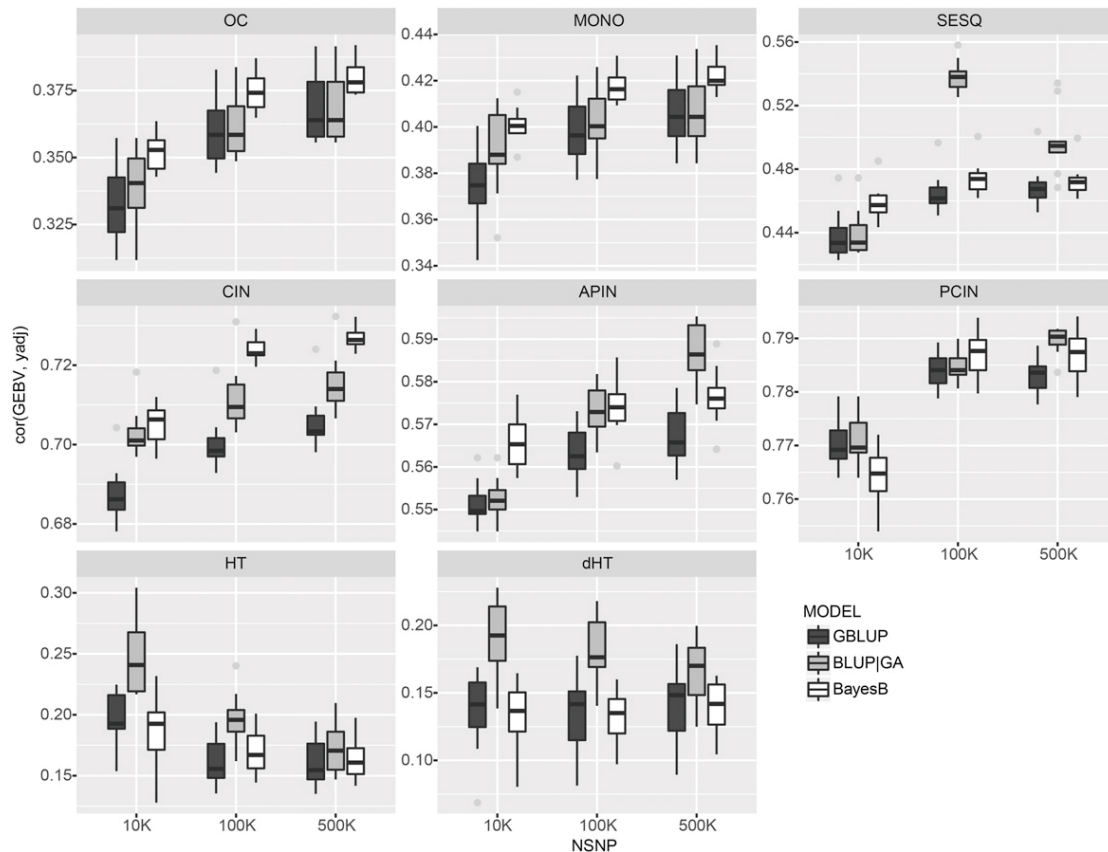 OC
MONO
SESQ
0.375
0.350
0.325
0.44
0.42
0.40
0.38
0.36
0.34
0.56
0.52
0.48
0.44
CIN
APIN
PCIN
cor(GEBV, yadj)
0.72
0.70
0.68
0.59
0.58
0.57
0.56
0.55
0.79
0.78
0.77
0.76
10K 100K 500K
HT
dHT
0.30
0.25
0.20
0.15
0.20
0.15
0.10
10K 100K 500K
10K 100K 500K
NSNP
MODEL
GBLUP
BLUP|GA
BayesB